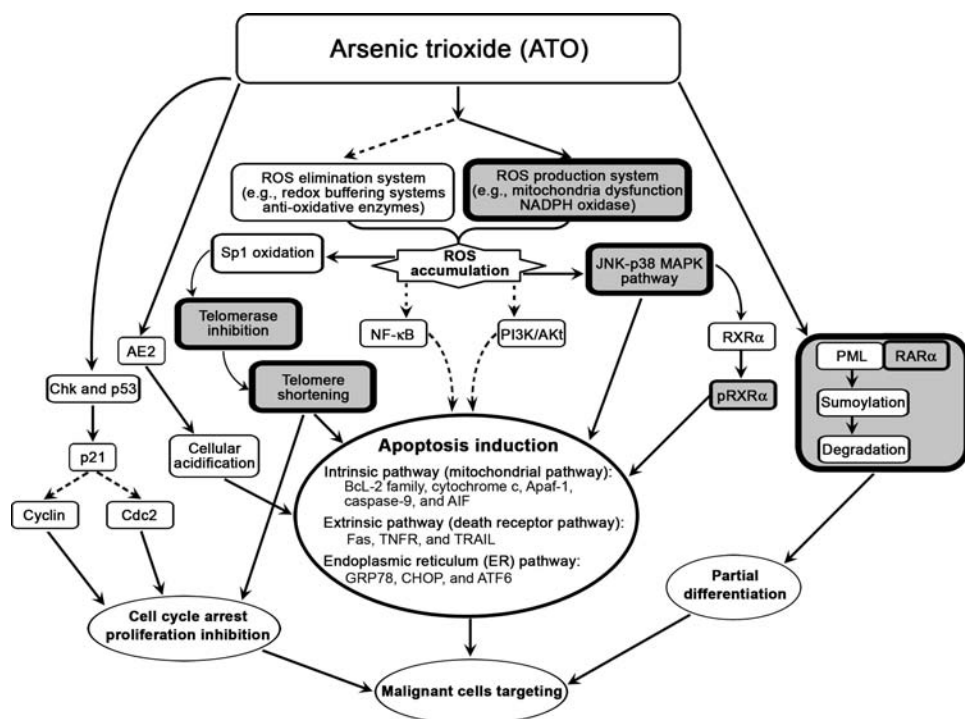 Arsenic trioxide (ATO)
ROS elimination system
(e.g., redox buffering systems
anti-oxidative enzymes)
ROS production system
(e.g., mitochondria dysfunction
NADPH oxidase)
Sp1 oxidation
ROS
accumulation
JNK-p38 MAPK
pathway
Telomerase
inhibition
NF-κB
PI3K/AKt
RXRα
AE2
PML
RARα
Chk and p53
Telomere
shortening
pRXRα
Sumoylation
p21
Cellular
acidification
Degradation
Apoptosis induction
Intrinsic pathway (mitochondrial pathway):
BcL-2 family, cytochrome c, Apaf-1,
caspase-9, and AIF
Extrinsic pathway (death receptor pathway):
Fas, TNFR, and TRAIL
Endoplasmic reticulum (ER) pathway:
GRP78, CHOP, and ATF6
Cyclin
Cdc2
Partial
differentiation
Cell cycle arrest
proliferation inhibition
Malignant cells targeting